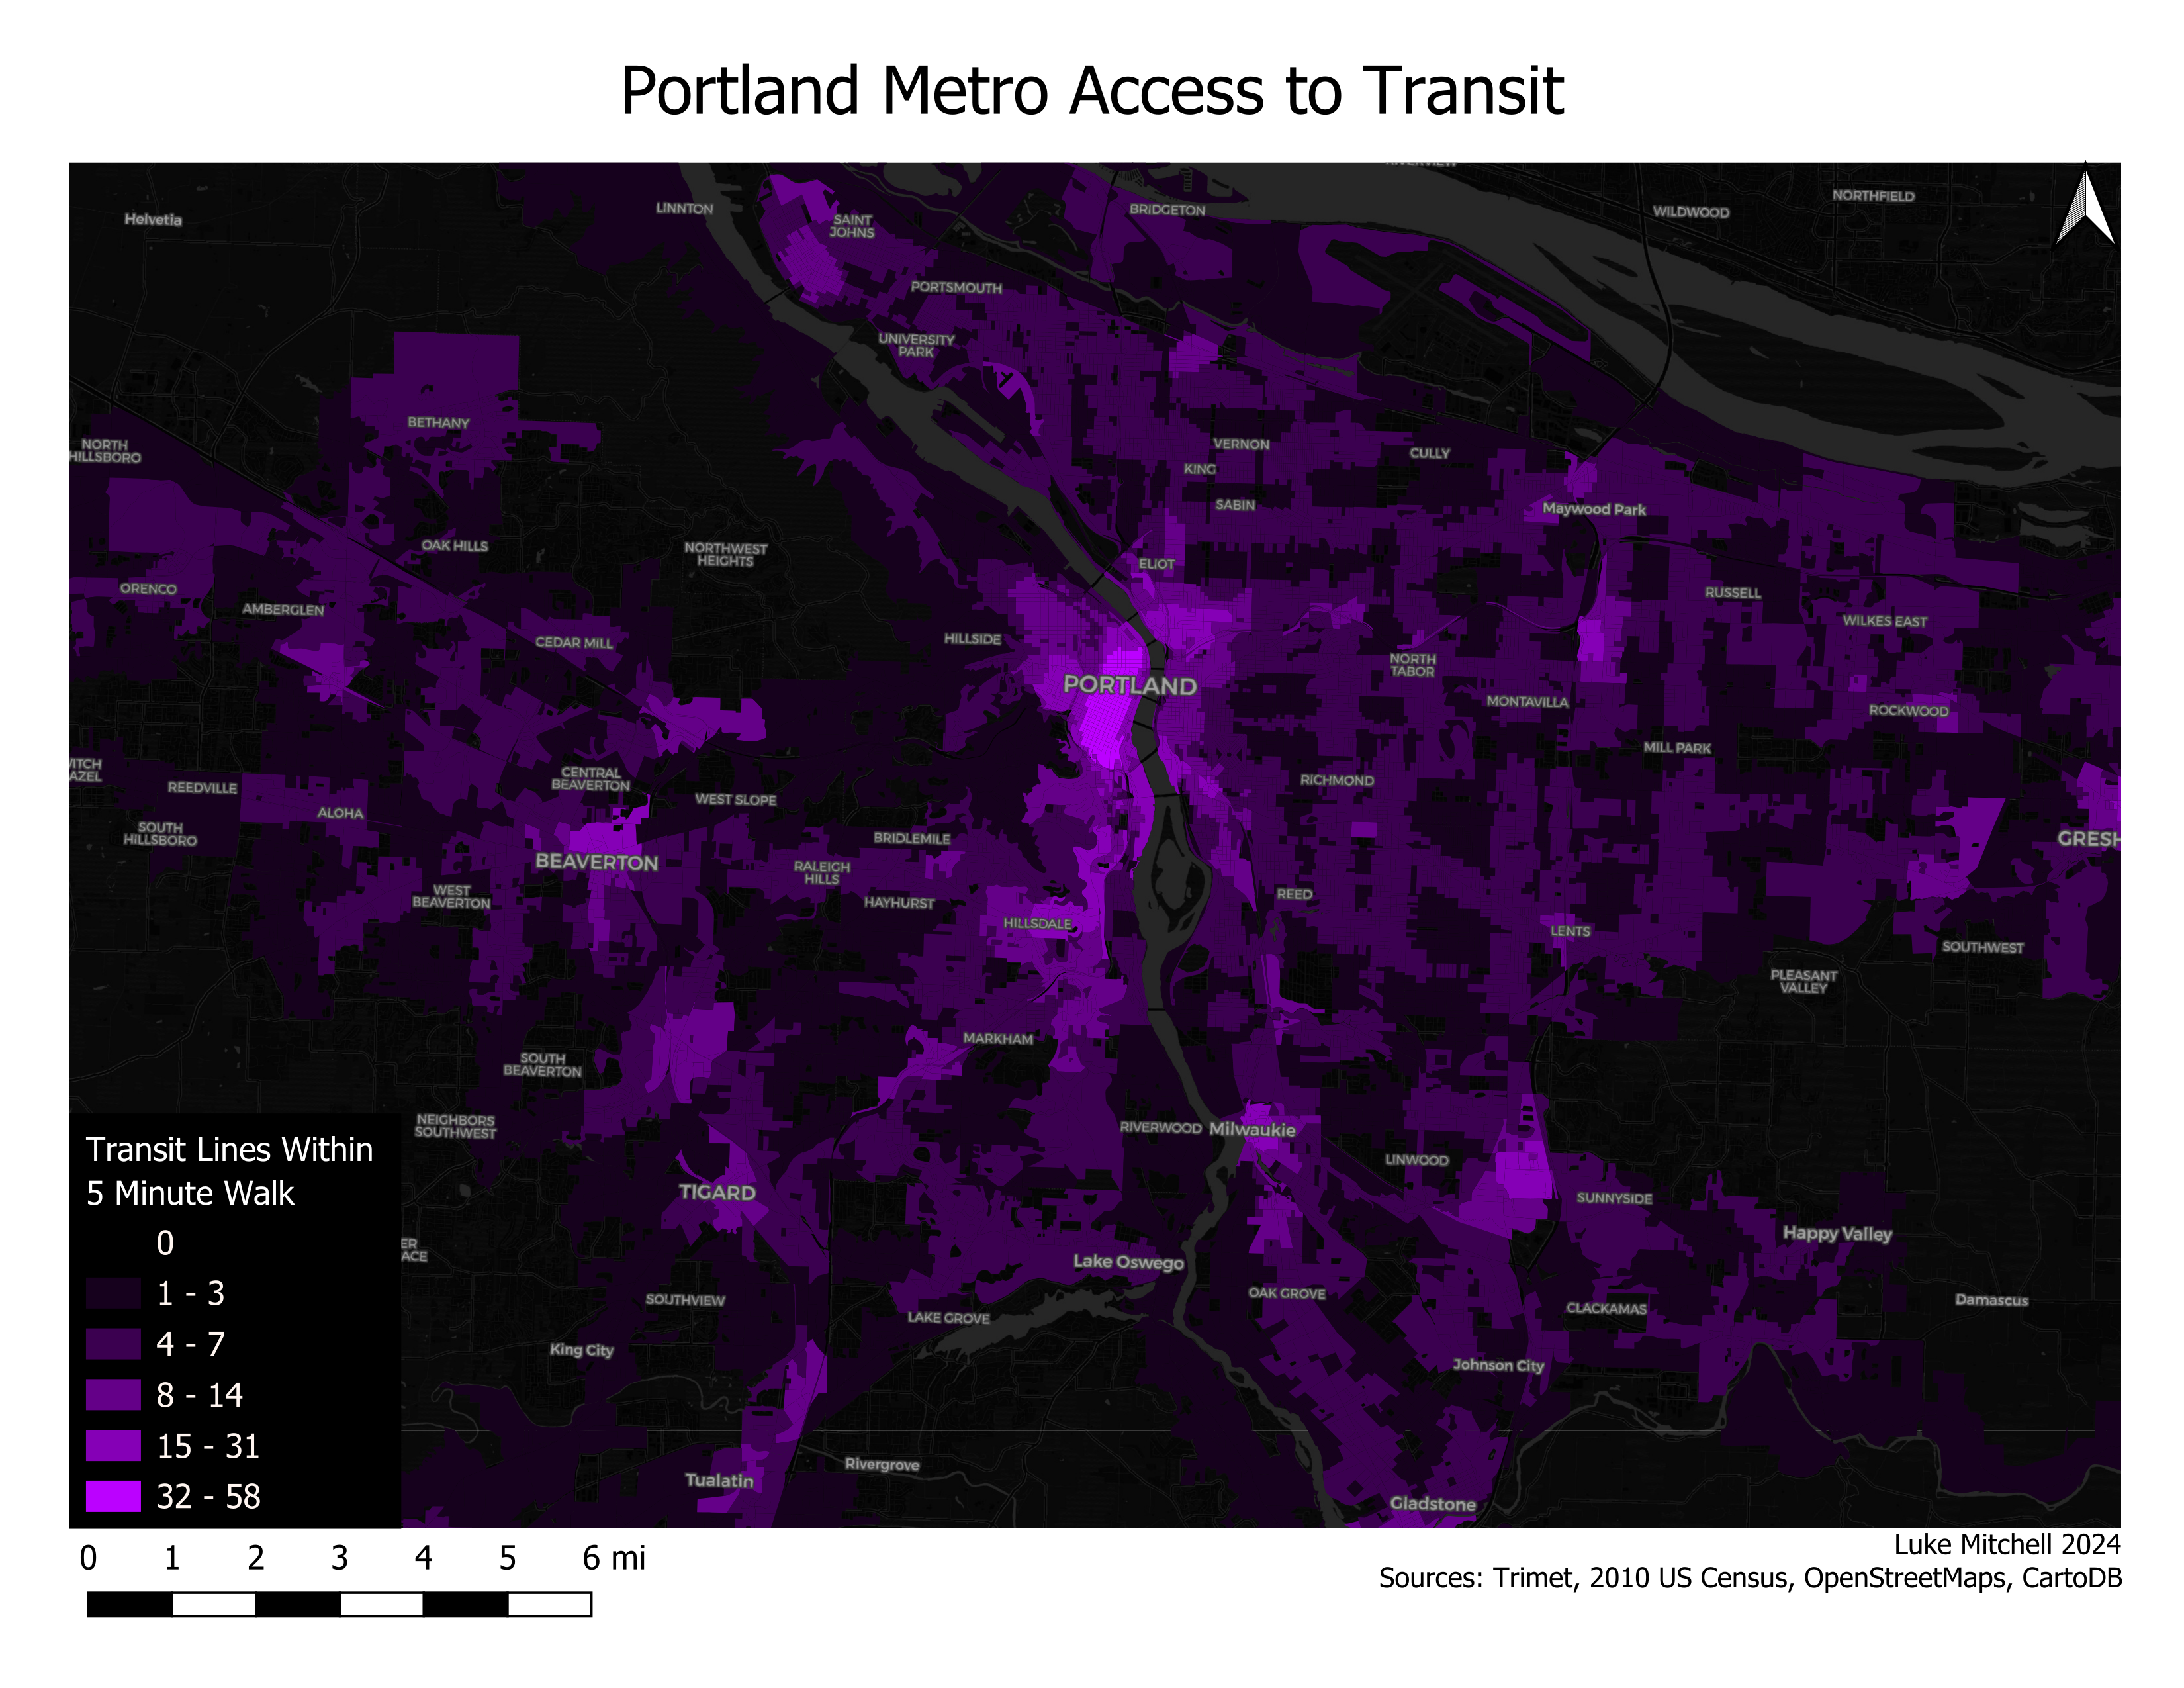 Portland Metro Access to Transit
Helvetia
LINNTON
SAINT
JOHNS
BRIDGETON
WILDWOOD
NORTHFIELD
PORTSMOUTH
UNIVERSITY
PARK
BETHANY
NORTH
HILLSBORO
VERNON
KING
CULLY
SABIN
Maywood Park
OAK HILLS
NORTHWEST
HEIGHTS
ELIOT
ORENCO
AMBERGLEN
RUSSELL
WILKES EAST
CEDAR MILL
HILLSIDE
NORTH
TABOR
PORTLAND
MONTAVILLA
ROCKWOOD
MILL PARK
ITCH
AZEL
REEDVILLE
CENTRAL
BEAVERTON
WEST SLOPE
RICHMOND
ALOHA
SOUTH
HILLSBORO
BRIDLEMILE
GRESH
BEAVERTON
RALEIGH
HILLS
WEST
BEAVERTON
HAYHURST
REED
HILLSDALE
LENTS
SOUTHWEST
PLEASANT
VALLEY
MARKHAM
SOUTH
BEAVERTON
NEIGHBORS
SOUTHWEST
RIVERWOOD
Milwaukie
LINWOOD
TIGARD
SUNNYSIDE
Happy Valley
ER
ACE
Lake Oswego
SOUTHVIEW
OAK GROVE
Damascus
LAKE GROVE
CLACKAMAS
King City
Johnson City
Rivergrove
Tualatin
Gladstone
Transit Lines Within
5 Minute Walk
0
1 - 3
4 - 7
8 - 14
15 - 31
32 - 58
0 1 2 3 4 5 6 mi
Luke Mitchell 2024
Sources: Trimet, 2010 US Census, OpenStreetMaps, CartoDB